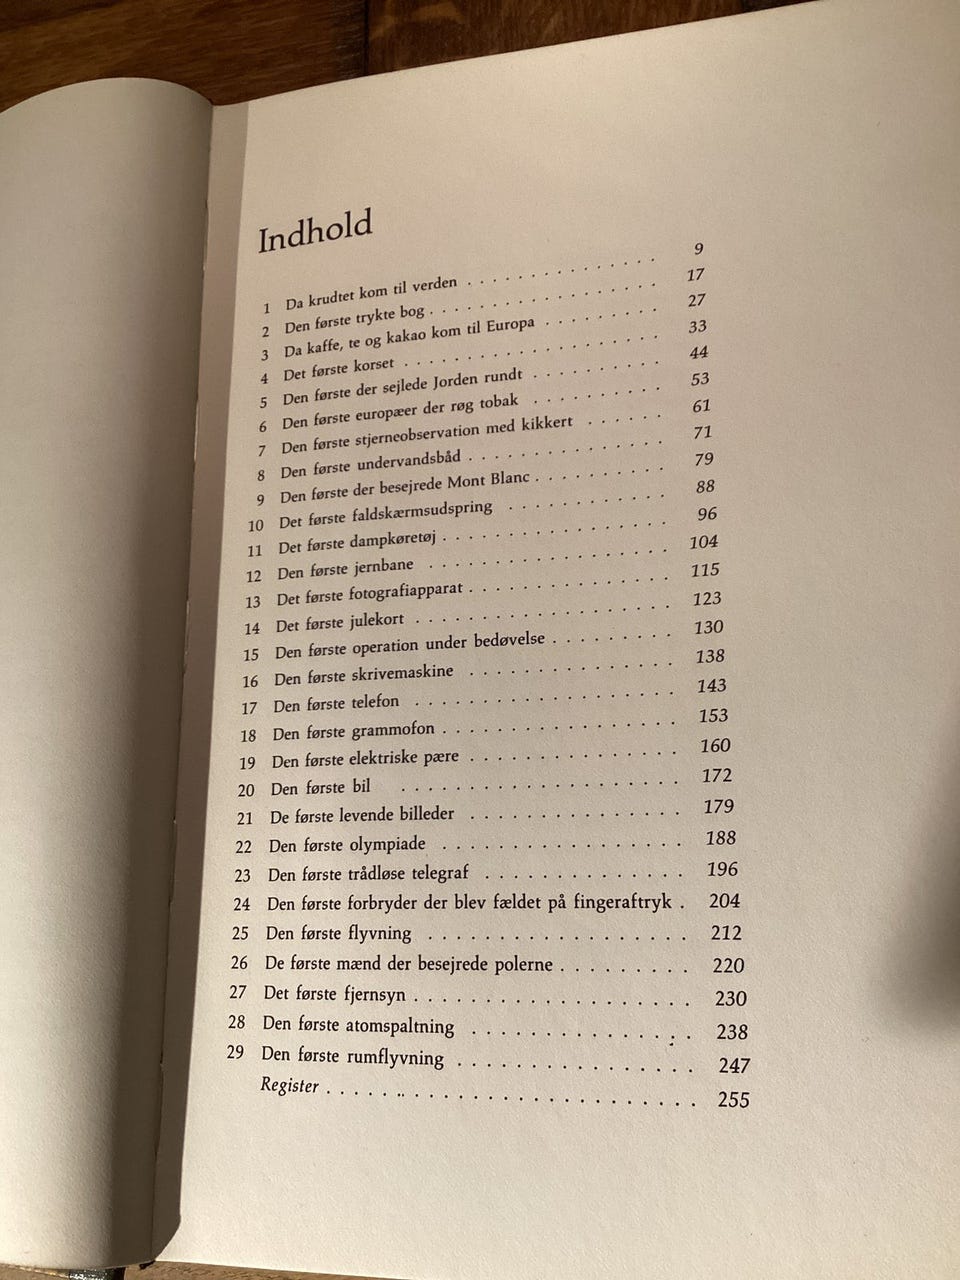 Indhold
1 Da krudtet kom til verden . . . . . . . . . . . . . . 9
2 Den første trykte bog . . . . . . . . . . . . . . . . 17
3 Da kaffe, te og kakao kom til Europa . . . . . . . . . 27
4 Det første korset . . . . . . . . . . . . . . . . . . 33
5 Den første der sejlede Jorden rundt . . . . . . . . . 44
6 Den første europæer der røg tobak . . . . . . . . . . 53
7 Den første stjerneobservation med kikkert . . . . . . 61
8 Den første undervandsbåd . . . . . . . . . . . . . . . 71
9 Den første der besejrede Mont Blanc . . . . . . . . . 79
10 Det første faldskærmsudspring . . . . . . . . . . . . 88
11 Det første dampkøretøj . . . . . . . . . . . . . . . 96
12 Den første jernbane . . . . . . . . . . . . . . . . . 104
13 Det første fotografiapparat . . . . . . . . . . . . . 115
14 Det første julekort . . . . . . . . . . . . . . . . . 123
15 Den første operation under bedøvelse . . . . . . . . . 130
16 Den første skrivemaskine . . . . . . . . . . . . . . 138
17 Den første telefon . . . . . . . . . . . . . . . . . 143
18 Den første grammofon . . . . . . . . . . . . . . . . 153
19 Den første elektriske pære . . . . . . . . . . . . . 160
20 Den første bil . . . . . . . . . . . . . . . . . . . 172
21 De første levende billeder . . . . . . . . . . . . . 179
22 Den første olympiade . . . . . . . . . . . . . . . . 188
23 Den første trådløse telegraf . . . . . . . . . . . . 196
24 Den første forbryder der blev fældet på fingeraftryk . 204
25 Den første flyvning . . . . . . . . . . . . . . . . . 212
26 De første mænd der besejrede polerne . . . . . . . . . 220
27 Det første fjernsyn . . . . . . . . . . . . . . . . . 230
28 Den første atomspaltning . . . . . . . . . . . . . . 238
29 Den første rumflyvning . . . . . . . . . . . . . . . 247
Register . . . . . . . . . . . . . . . . . . . . . . . 255